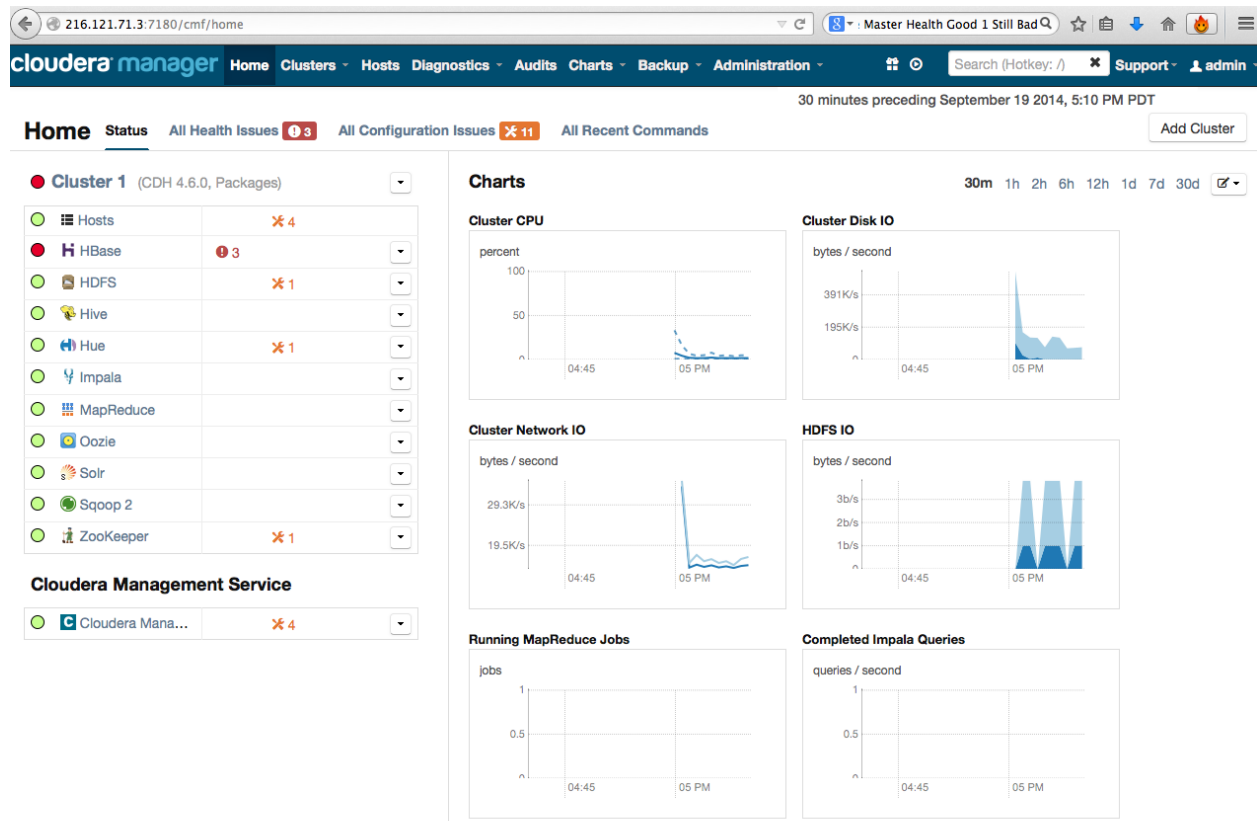 216.121.71.3:7180/cmf/home
: Master Health Good 1 Still Bad
cloudera manager Home Clusters Hosts Diagnostics Audits Charts Backup Administration Search (Hotkey: /) Support admin
30 minutes preceding September 19 2014, 5:10 PM PDT
Home Status All Health Issues 3 All Configuration Issues 11 All Recent Commands Add Cluster
Cluster 1 (CDH 4.6.0, Packages)
Hosts 4
HBase 3
HDFS 1
Hive
Hue 1
Impala
MapReduce
Oozie
Solr
Sqoop 2
ZooKeeper 1
Cloudera Management Service
Cloudera Mana... 4
Charts 30m 1h 2h 6h 12h 1d 7d 30d
Cluster CPU
percent
100
50
0
04:45 05 PM
Cluster Disk IO
bytes / second
391K/s
195K/s
0
04:45 05 PM
Cluster Network IO
bytes / second
29.3K/s
19.5K/s
04:45 05 PM
HDFS IO
bytes / second
3b/s
2b/s
1b/s
0
04:45 05 PM
Running MapReduce Jobs
jobs
1
0.5
0
04:45 05 PM
Completed Impala Queries
queries / second
1
0.5
0
04:45 05 PM